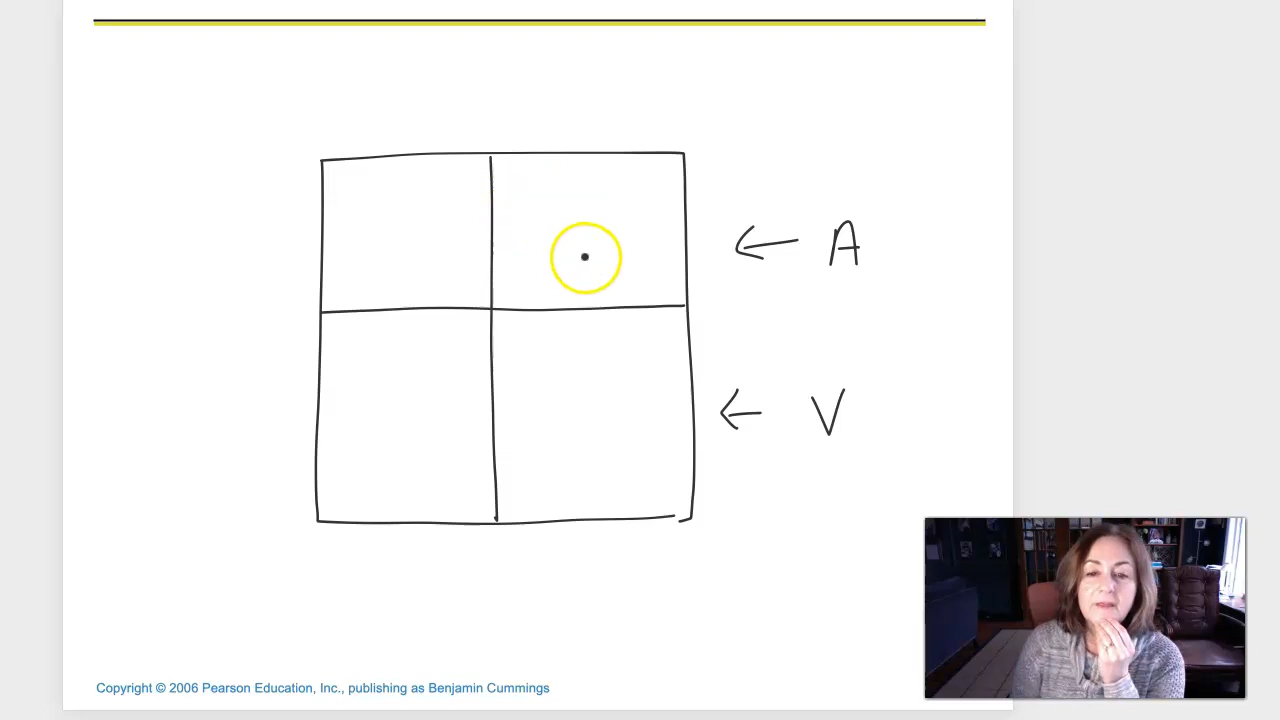 ← A
← V
Copyright © 2006 Pearson Education, Inc., publishing as Benjamin Cummings